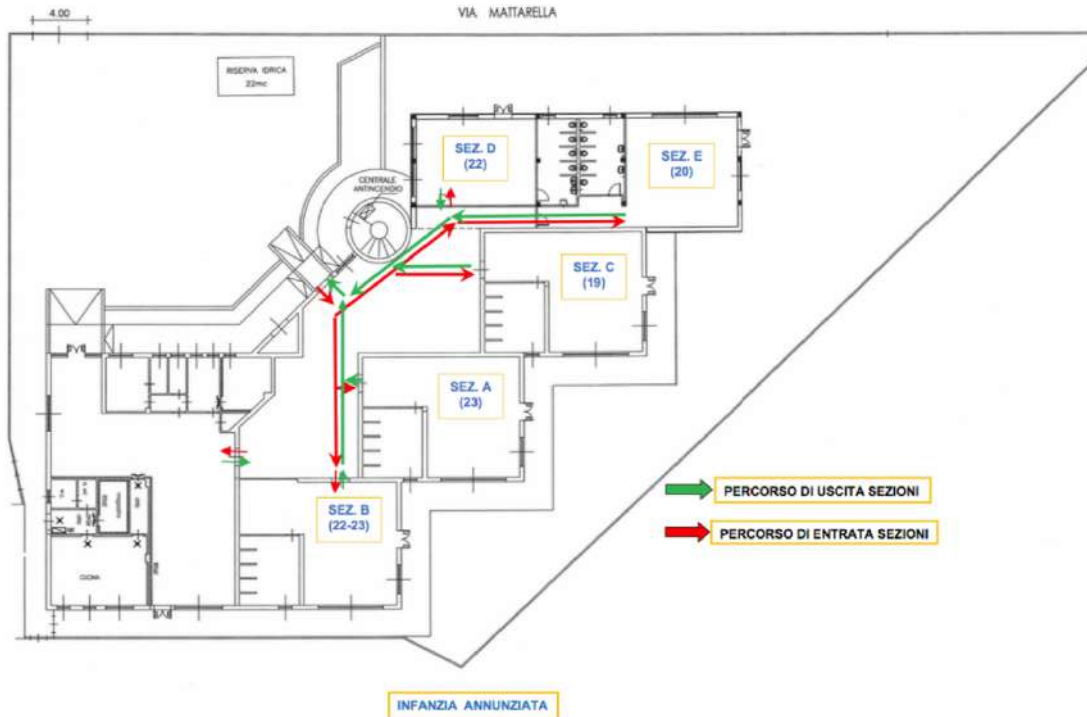 4.00
VIA MATTARELLA
RISERVA IDRICA
22mc
CENTRALE
ANTINCENDIO
SEZ. D
(22)
SEZ. E
(20)
SEZ. C
(19)
SEZ. A
(23)
SEZ. B
(22-23)
CUCINA
PERCORSO DI USCITA SEZIONI
PERCORSO DI ENTRATA SEZIONI
INFANZIA ANNUNZIATA